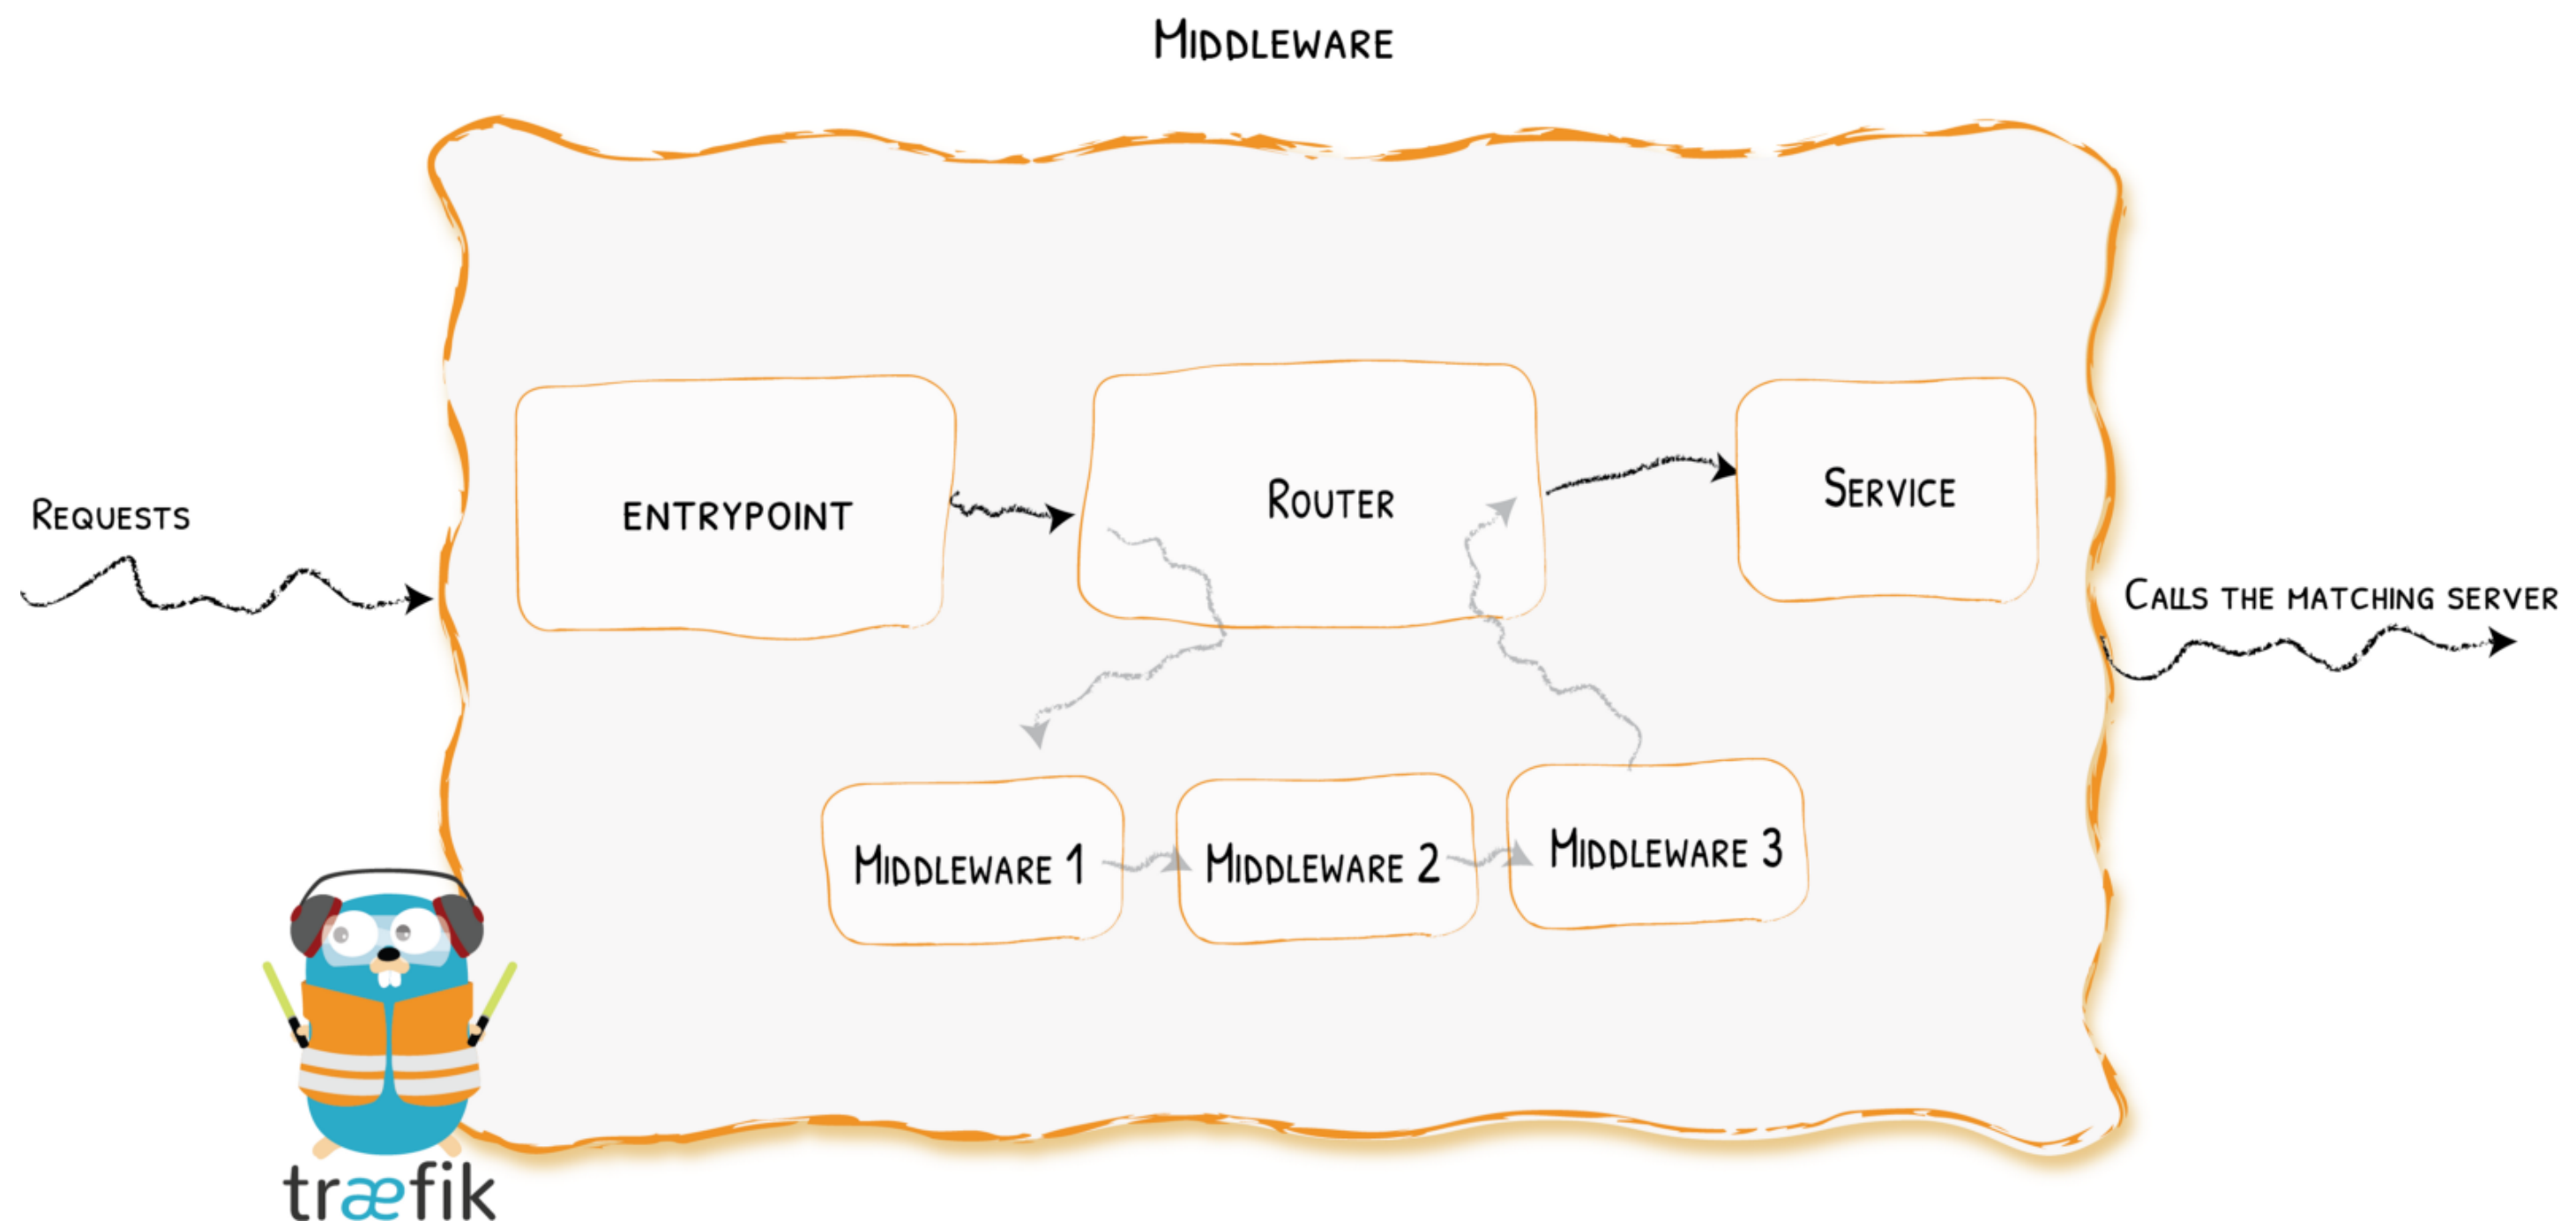 MIDDLEWARE
REQUESTS
ENTRYPOINT
ROUTER
SERVICE
CALLS THE MATCHING SERVER
MIDDLEWARE 1
MIDDLEWARE 2
MIDDLEWARE 3
træfik